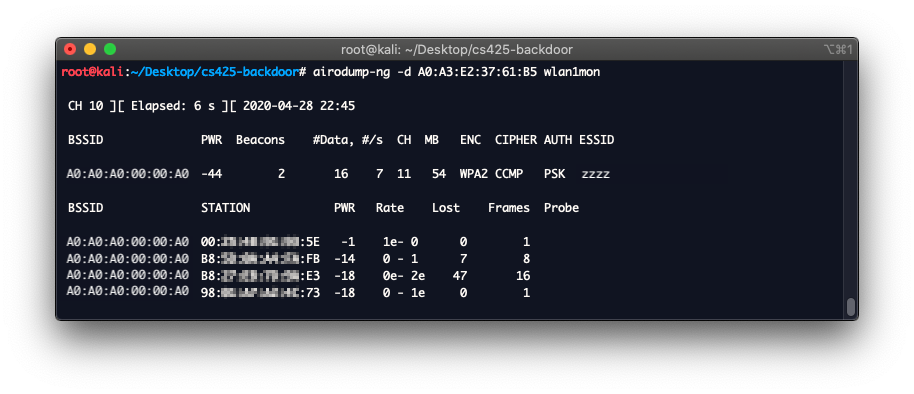 root@kali: ~/Desktop/cs425-backdoor ⌥⌘1
root@kali:~/Desktop/cs425-backdoor# airodump-ng -d A0:A3:E2:37:61:B5 wlan1mon
CH 10 ][ Elapsed: 6 s ][ 2020-04-28 22:45
BSSID PWR Beacons #Data, #/s CH MB ENC CIPHER AUTH ESSID
A0:A0:A0:00:00:A0 -44 2 16 7 11 54 WPA2 CCMP PSK zzzz
BSSID STATION PWR Rate Lost Frames Probe
A0:A0:A0:00:00:A0 00: :5E -1 1e- 0 0 1
A0:A0:A0:00:00:A0 B8: :FB -14 0 - 1 7 8
A0:A0:A0:00:00:A0 B8: :E3 -18 0e- 2e 47 16
A0:A0:A0:00:00:A0 98: :73 -18 0 - 1e 0 1